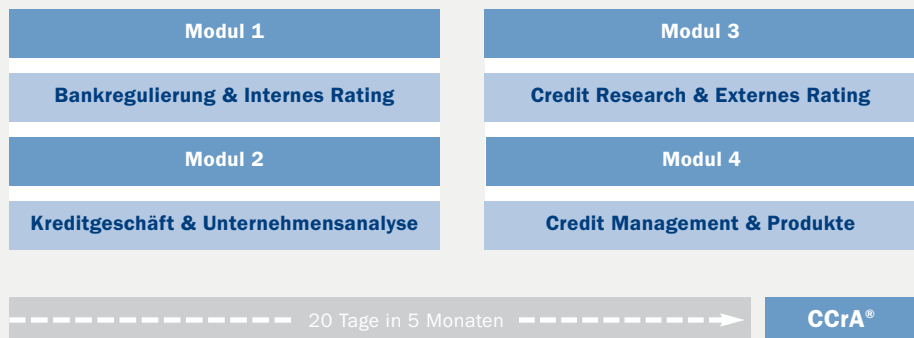 Modul 1
Bankregulierung & Internes Rating
Modul 2
Kreditgeschäft & Unternehmensanalyse
Modul 3
Credit Research & Externes Rating
Modul 4
Credit Management & Produkte
20 Tage in 5 Monaten
CCrA®